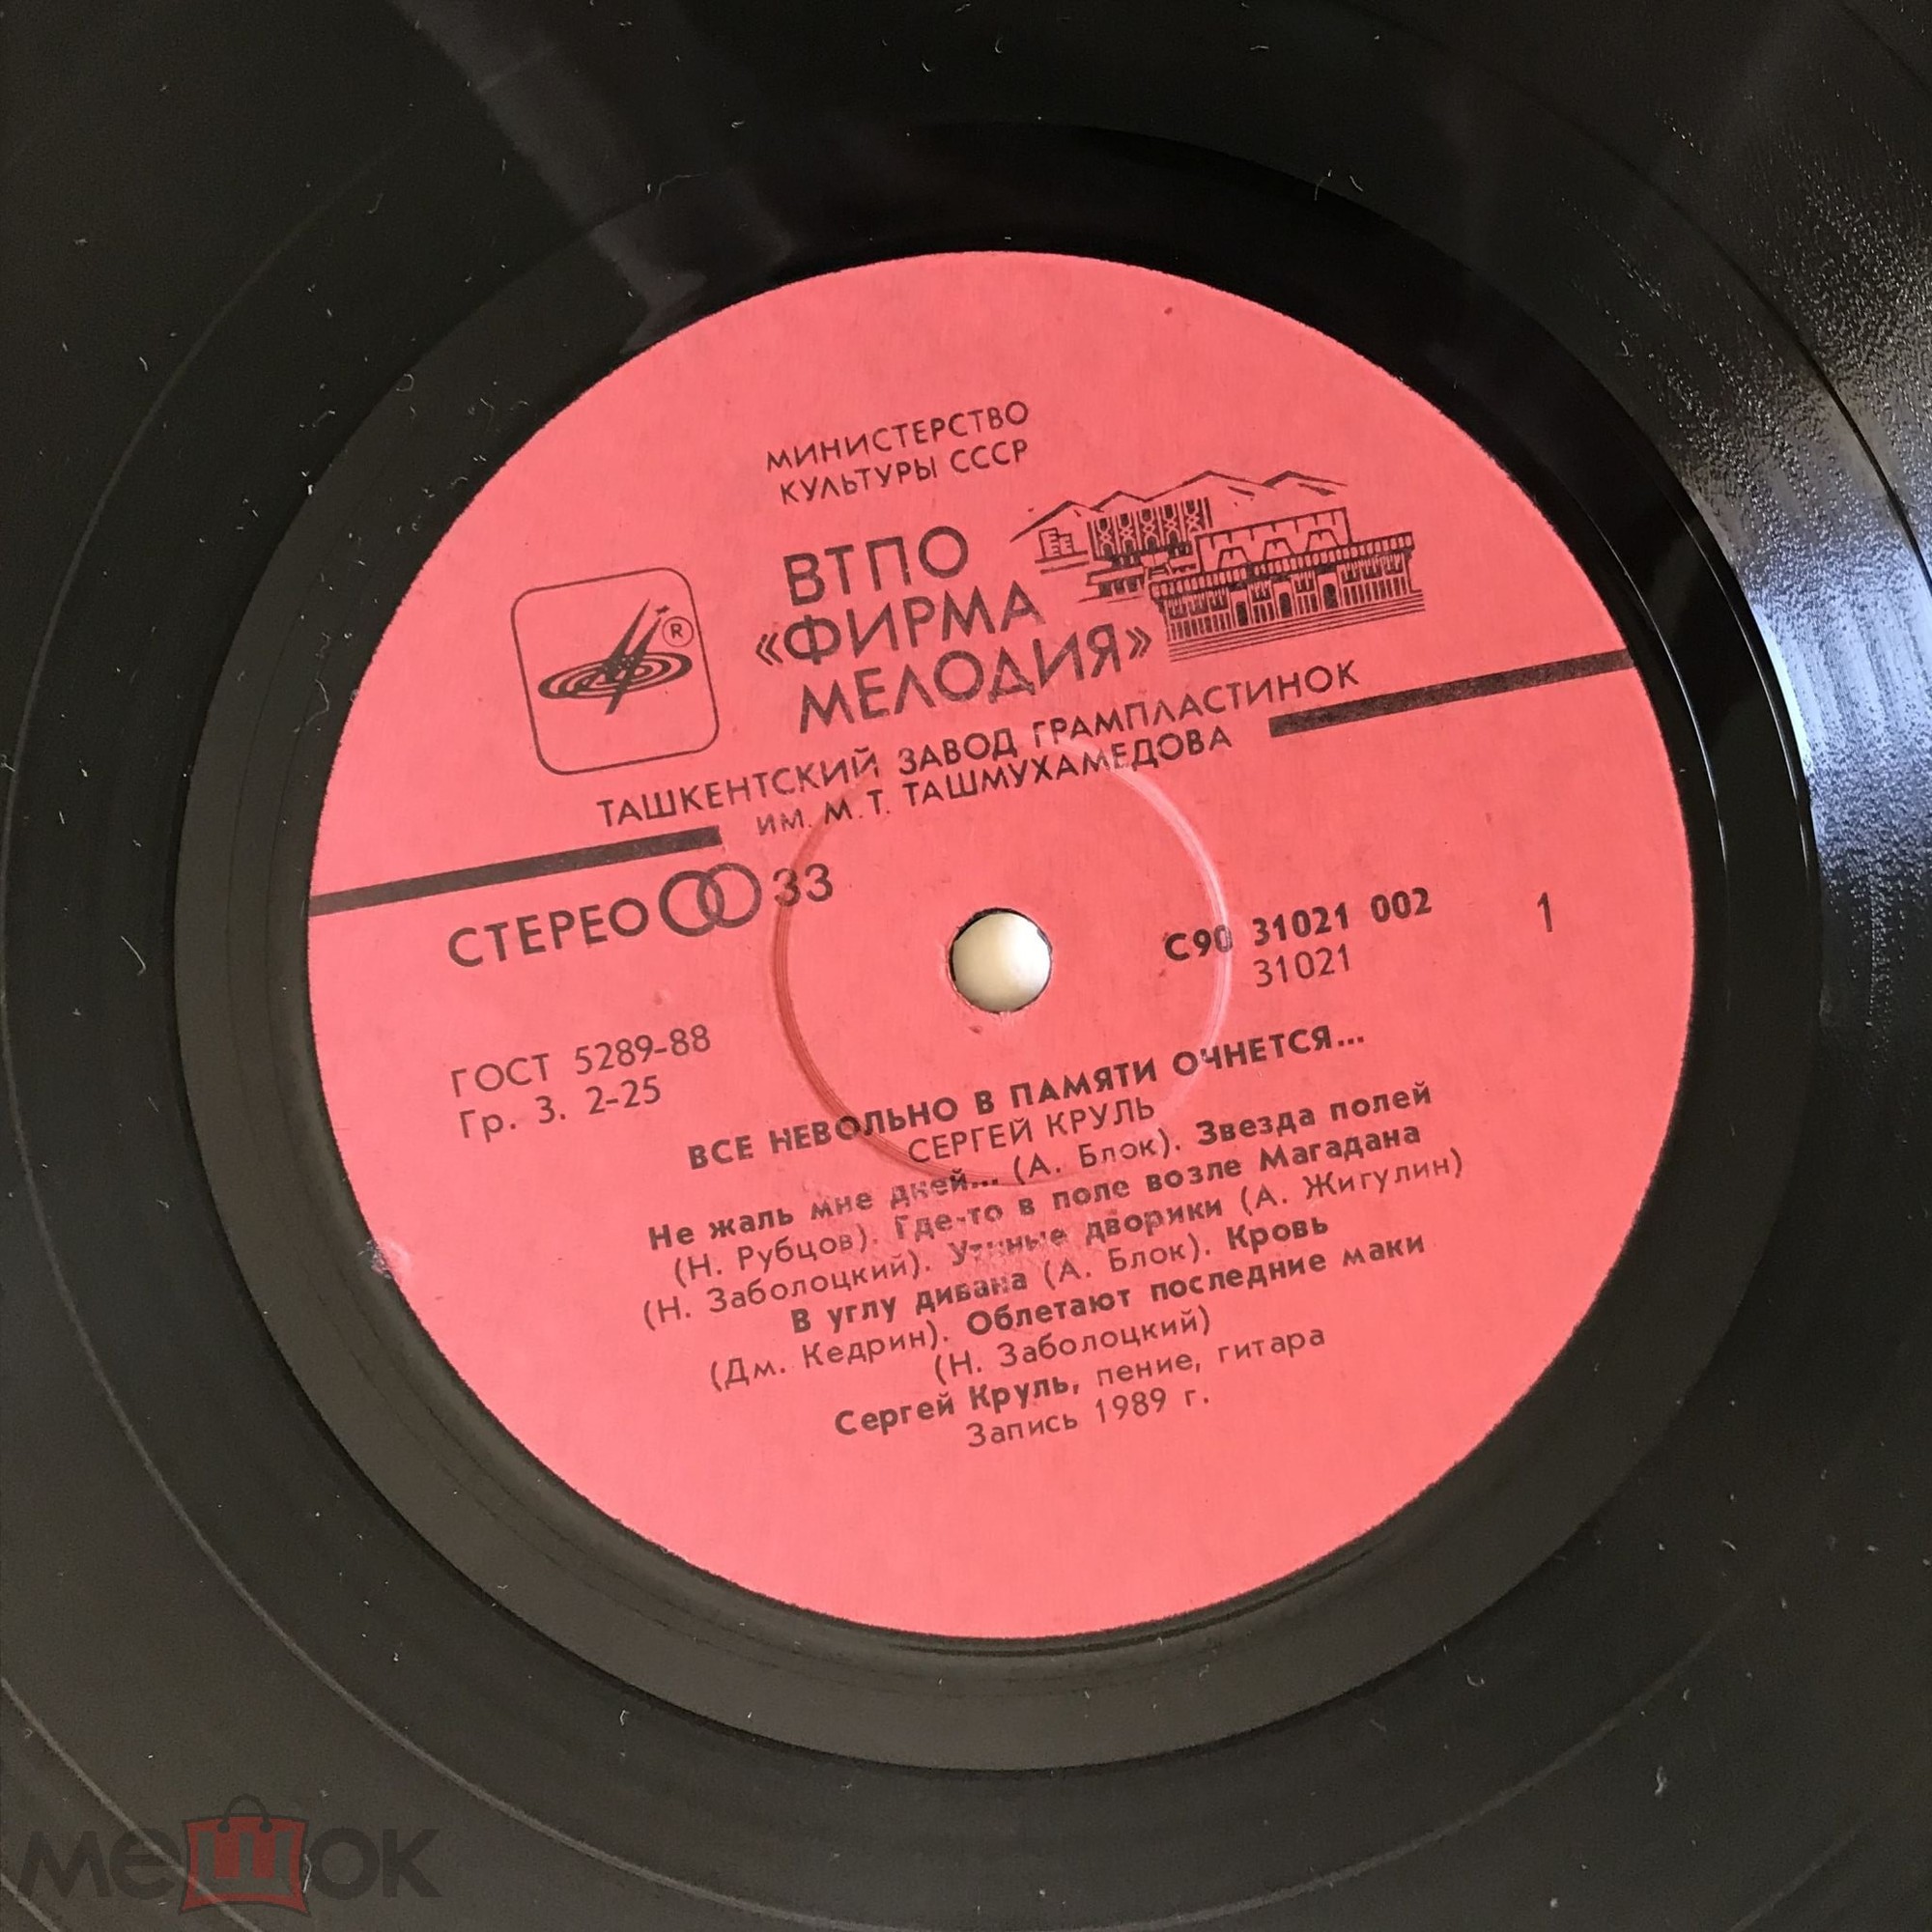 МИНИСТЕРСТВО
КУЛЬТУРЫ СССР
ВТПО
«ФИРМА
МЕЛОДИЯ»
®
ТАШКЕНТСКИЙ ЗАВОД ГРАМПЛАСТИНОК
ИМ. М. Т. ТАШМУХАМЕДОВА
СТЕРЕО 33
С90 31021 002
31021
1
ГОСТ 5289-88
Гр. 3. 2-25
ВСЕ НЕВОЛЬНО В ПАМЯТИ ОЧНЕТСЯ...
СЕРГЕЙ КРУЛЬ
Не жаль мне дней... (А. Блок). Звезда полей
(Н. Рубцов). Где-то в поле возле Магадана
(Н. Заболоцкий). Утиные дворики (А. Жигулин)
В углу дивана (А. Блок). Кровь
(Дм. Кедрин). Облетают последние маки
(Н. Заболоцкий)
Сергей Круль, пение, гитара
Запись 1989 г.
мешок